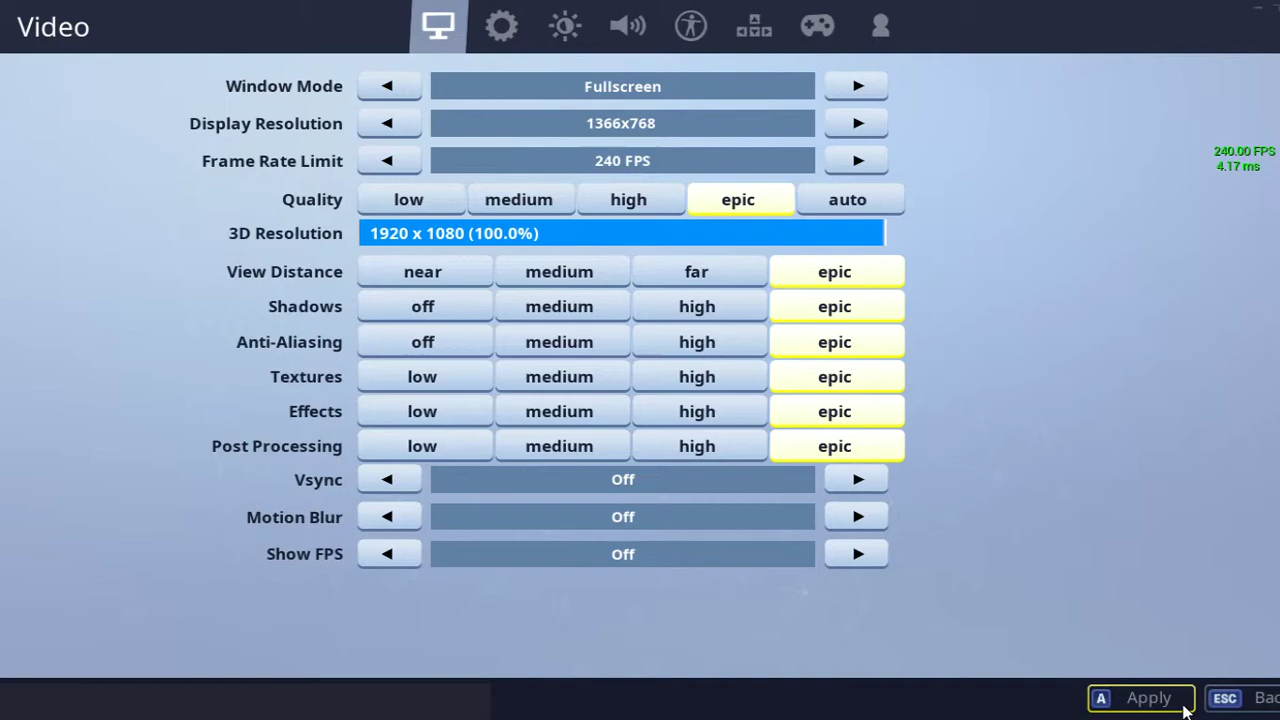 Video
Window Mode Fullscreen
Display Resolution 1366x768
240.00 FPS
4.17 ms
Frame Rate Limit 240 FPS
Quality low medium high epic auto
3D Resolution 1920 x 1080 (100.0%)
View Distance near medium far epic
Shadows off medium high epic
Anti-Aliasing off medium high epic
Textures low medium high epic
Effects low medium high epic
Post Processing low medium high epic
Vsync Off
Motion Blur Off
Show FPS Off
A Apply ESC Bac